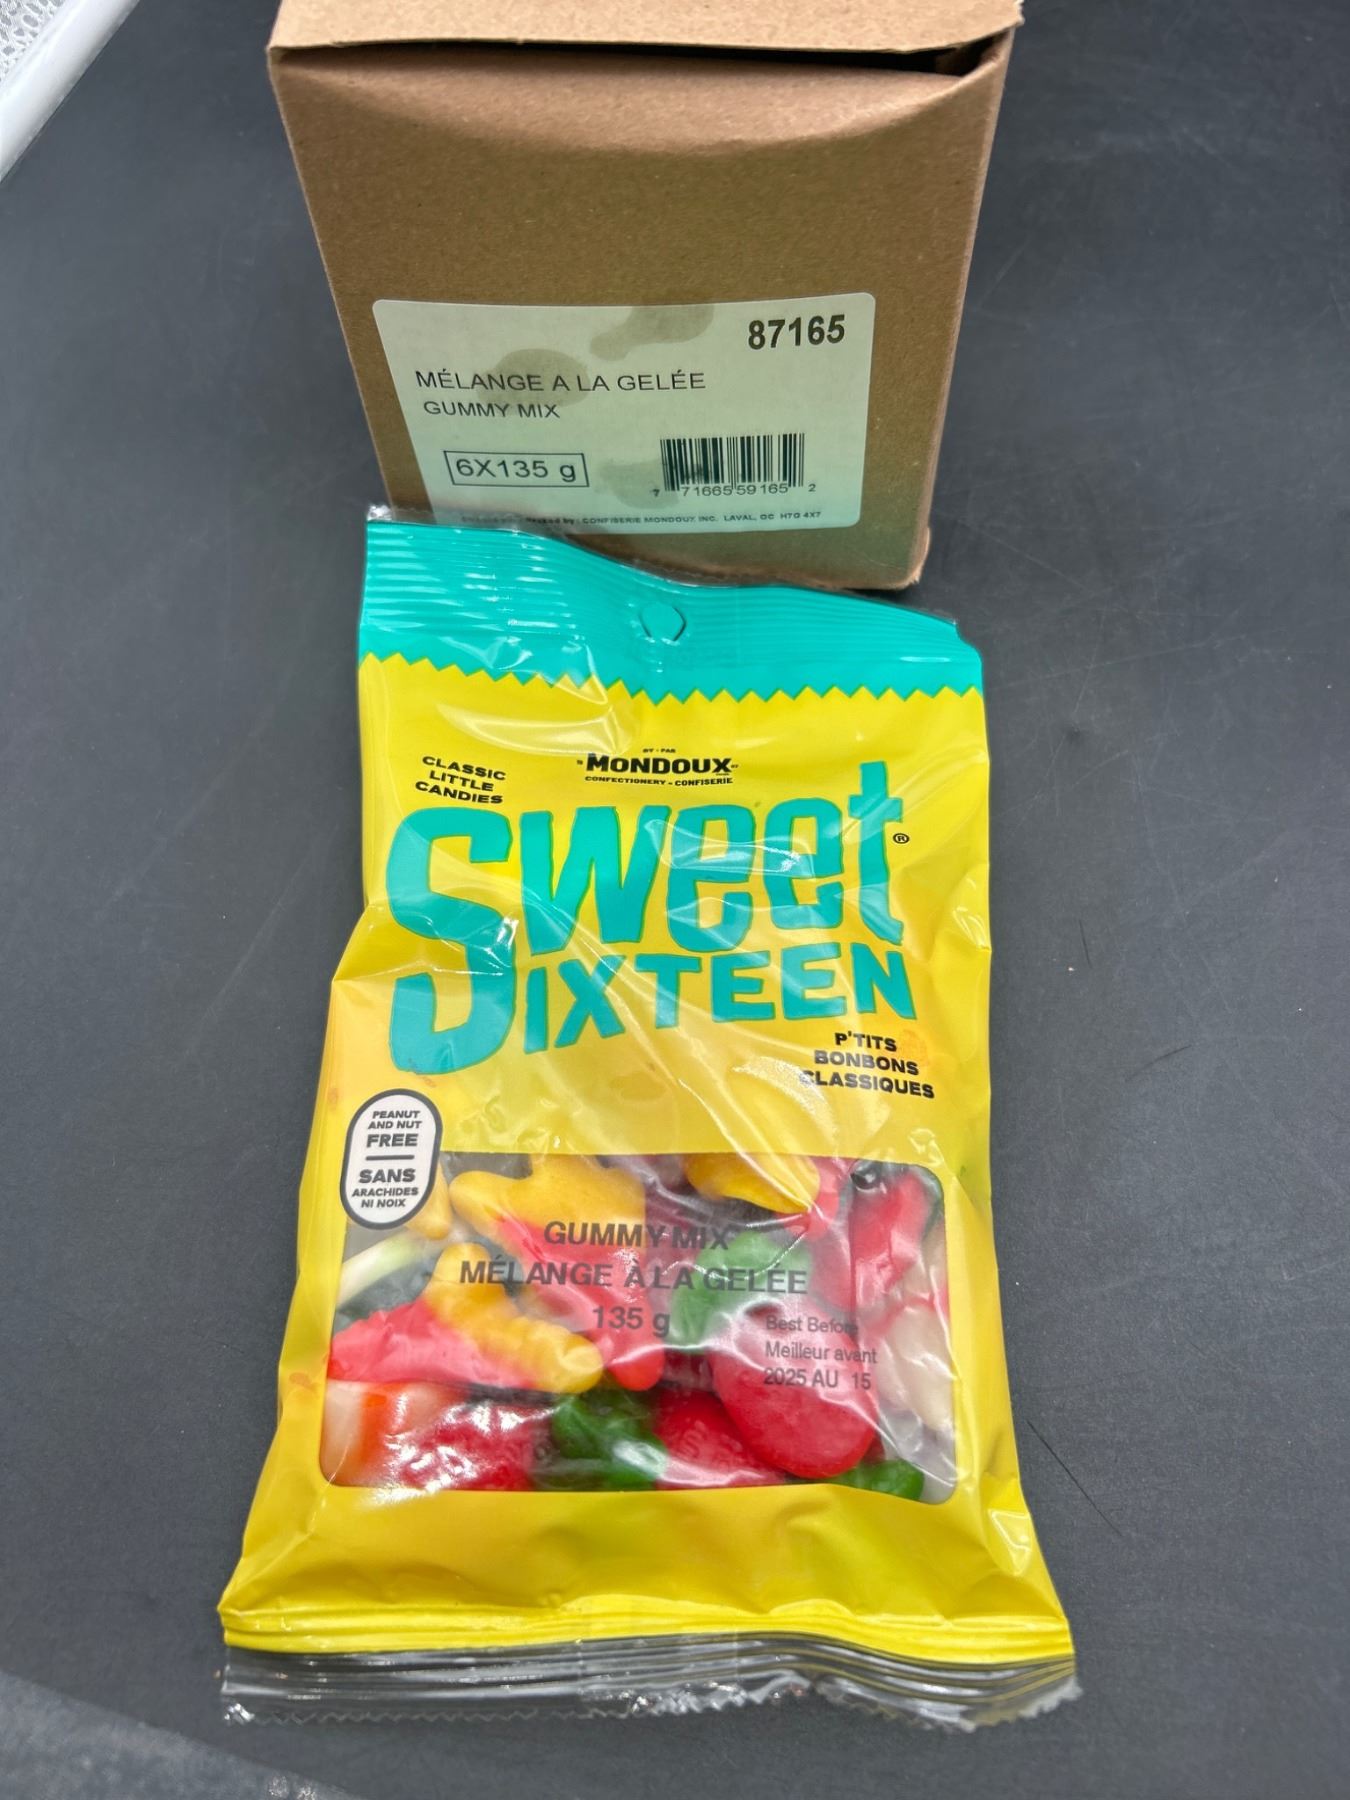 87165
MÉLANGE A LA GELÉE
GUMMY MIX
6X135 g
7 71665 59165 2
by: CONFISERIE MONDOUX INC. LAVAL, QC H7G 4X7
BY - PAR
MONDOUX
CONFECTIONERY - CONFISERIE
CLASSIC
LITTLE
CANDIES
Sweet
SIXTEEN®
P'TITS
BONBONS
CLASSIQUES
PEANUT
AND NUT
FREE
SANS
ARACHIDES
NI NOIX
GUMMY MIX
MÉLANGE À LA GELÉE
135 g
Best Before
Meilleur avant
2025 AU 15